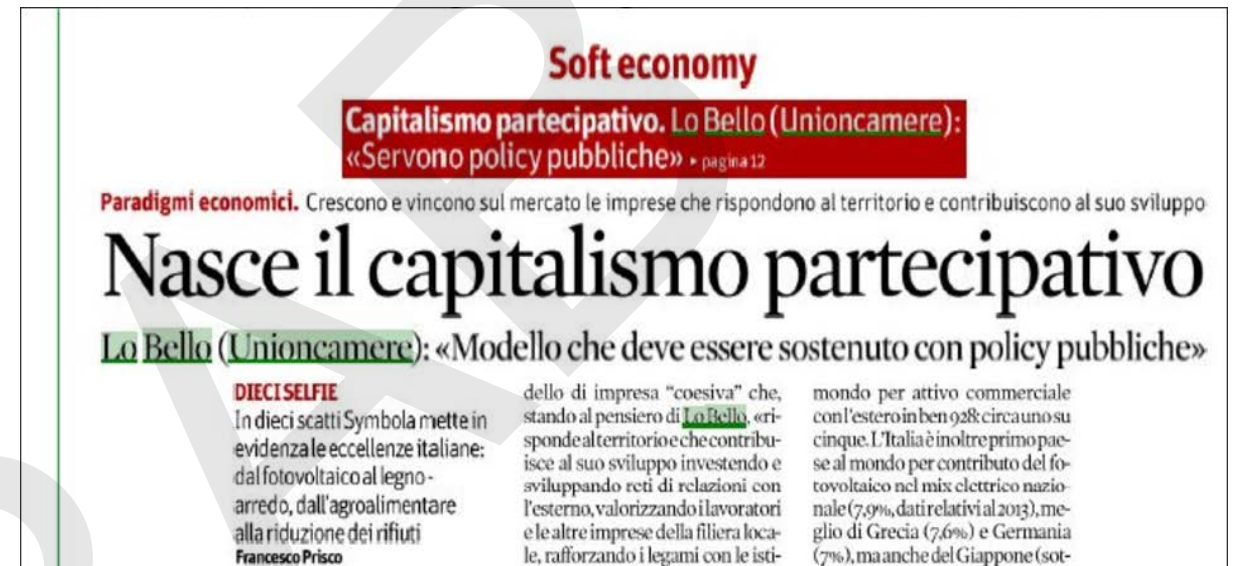 Soft economy
Capitalismo partecipativo. Lo Bello (Unioncamere):
«Servono policy pubbliche» ▸ pagina 12
Paradigmi economici. Crescono e vincono sul mercato le imprese che rispondono al territorio e contribuiscono al suo sviluppo
Nasce il capitalismo partecipativo
Lo Bello (Unioncamere): «Modello che deve essere sostenuto con policy pubbliche»
DIECI SELFIE
In dieci scatti Symbola mette in
evidenza le eccellenze italiane:
dal fotovoltaico al legno-
arredo, dall'agroalimentare
alla riduzione dei rifiuti
Francesco Prisco
dello di impresa "coesiva" che,
stando al pensiero di Lo Bello, «ri-
sponde al territorio e che contribu-
isce al suo sviluppo investendo e
sviluppando reti di relazioni con
l'esterno, valorizzando i lavoratori
e le altre imprese della filiera loca-
le, rafforzando i legami con le isti-
mondo per attivo commerciale
con l'estero in ben 928: circa uno su
cinque. L'Italia è inoltre primo pae-
se al mondo per contributo del fo-
tovoltaico nel mix elettrico nazio-
nale (7,9%, dati relativi al 2013), me-
glio di Grecia (7,6%) e Germania
(7%), ma anche del Giappone (sot-